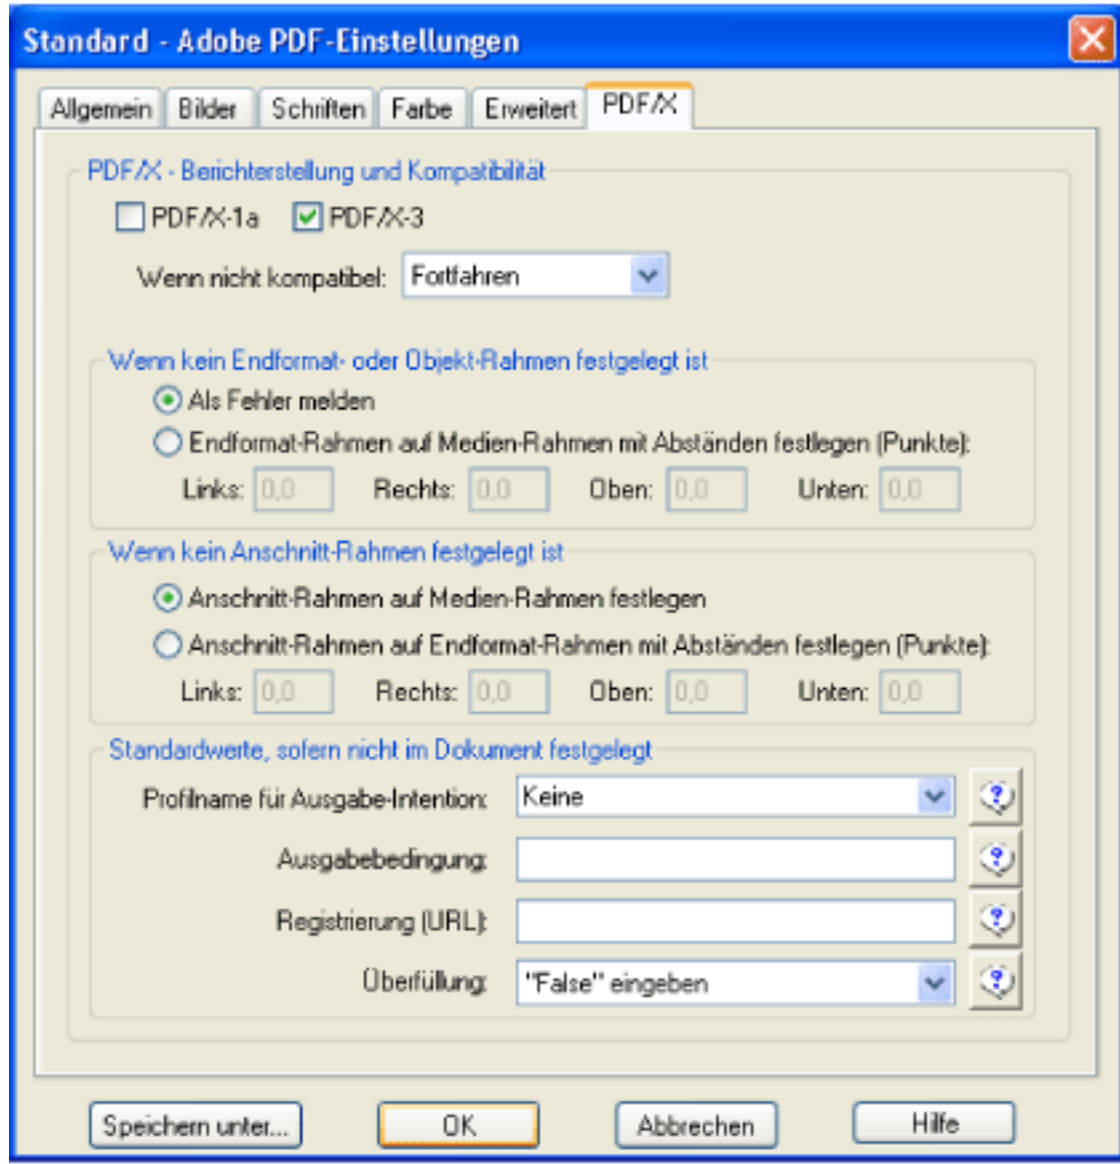 Standard - Adobe PDF-Einstellungen
Allgemein Bilder Schriften Farbe Erweitert PDF/X
PDF/X - Berichterstellung und Kompatibilität
PDF/X-1a PDF/X-3
Wenn nicht kompatibel: Fortfahren
Wenn kein Endformat- oder Objekt-Rahmen festgelegt ist
Als Fehler melden
Endformat-Rahmen auf Medien-Rahmen mit Abständen festlegen (Punkte):
Links: 0,0 Rechts: 0,0 Oben: 0,0 Unten: 0,0
Wenn kein Anschnitt-Rahmen festgelegt ist
Anschnitt-Rahmen auf Medien-Rahmen festlegen
Anschnitt-Rahmen auf Endformat-Rahmen mit Abständen festlegen (Punkte):
Links: 0,0 Rechts: 0,0 Oben: 0,0 Unten: 0,0
Standardwerte, sofern nicht im Dokument festgelegt
Profilname für Ausgabe-Intention: Keine ?
Ausgabebedingung: ?
Registrierung (URL): ?
Überfüllung: "False" eingeben ?
Speichern unter... OK Abbrechen Hilfe